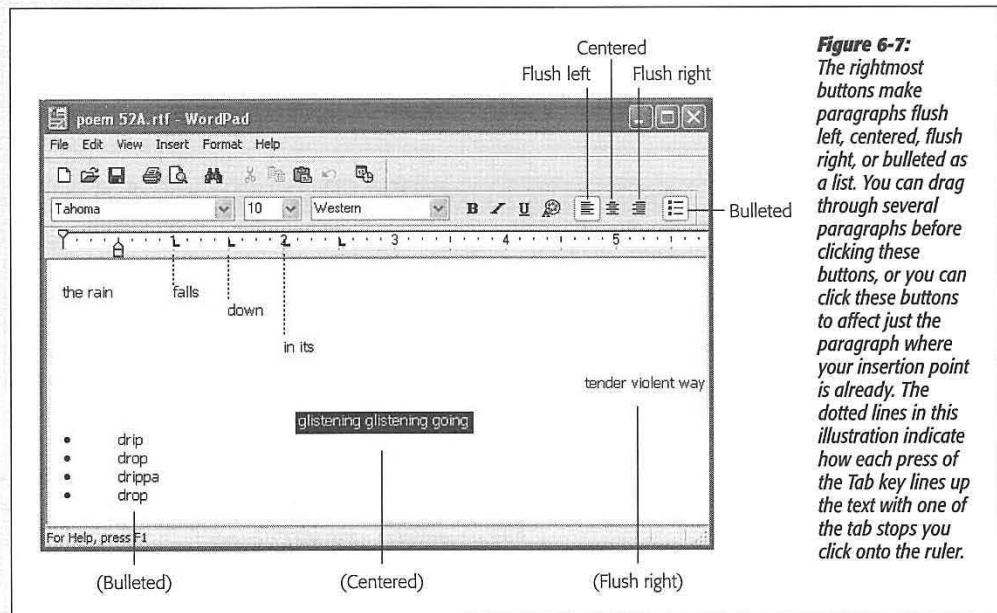 Centered
Flush left
Flush right
poem 52A.rtf - WordPad
File Edit View Insert Format Help
Tahoma
10
Western
B / U
Bulleted
1 2 3 4 5
the rain
falls
down
in its
tender violent way
glistening glistening going
• drip
• drop
• drippa
• drop
For Help, press F1
(Bulleted)
(Centered)
(Flush right)
Figure 6-7:
The rightmost
buttons make
paragraphs flush
left, centered, flush
right, or bulleted as
a list. You can drag
through several
paragraphs before
clicking these
buttons, or you can
click these buttons
to affect just the
paragraph where
your insertion point
is already. The
dotted lines in this
illustration indicate
how each press of
the Tab key lines up
the text with one of
the tab stops you
click onto the ruler.